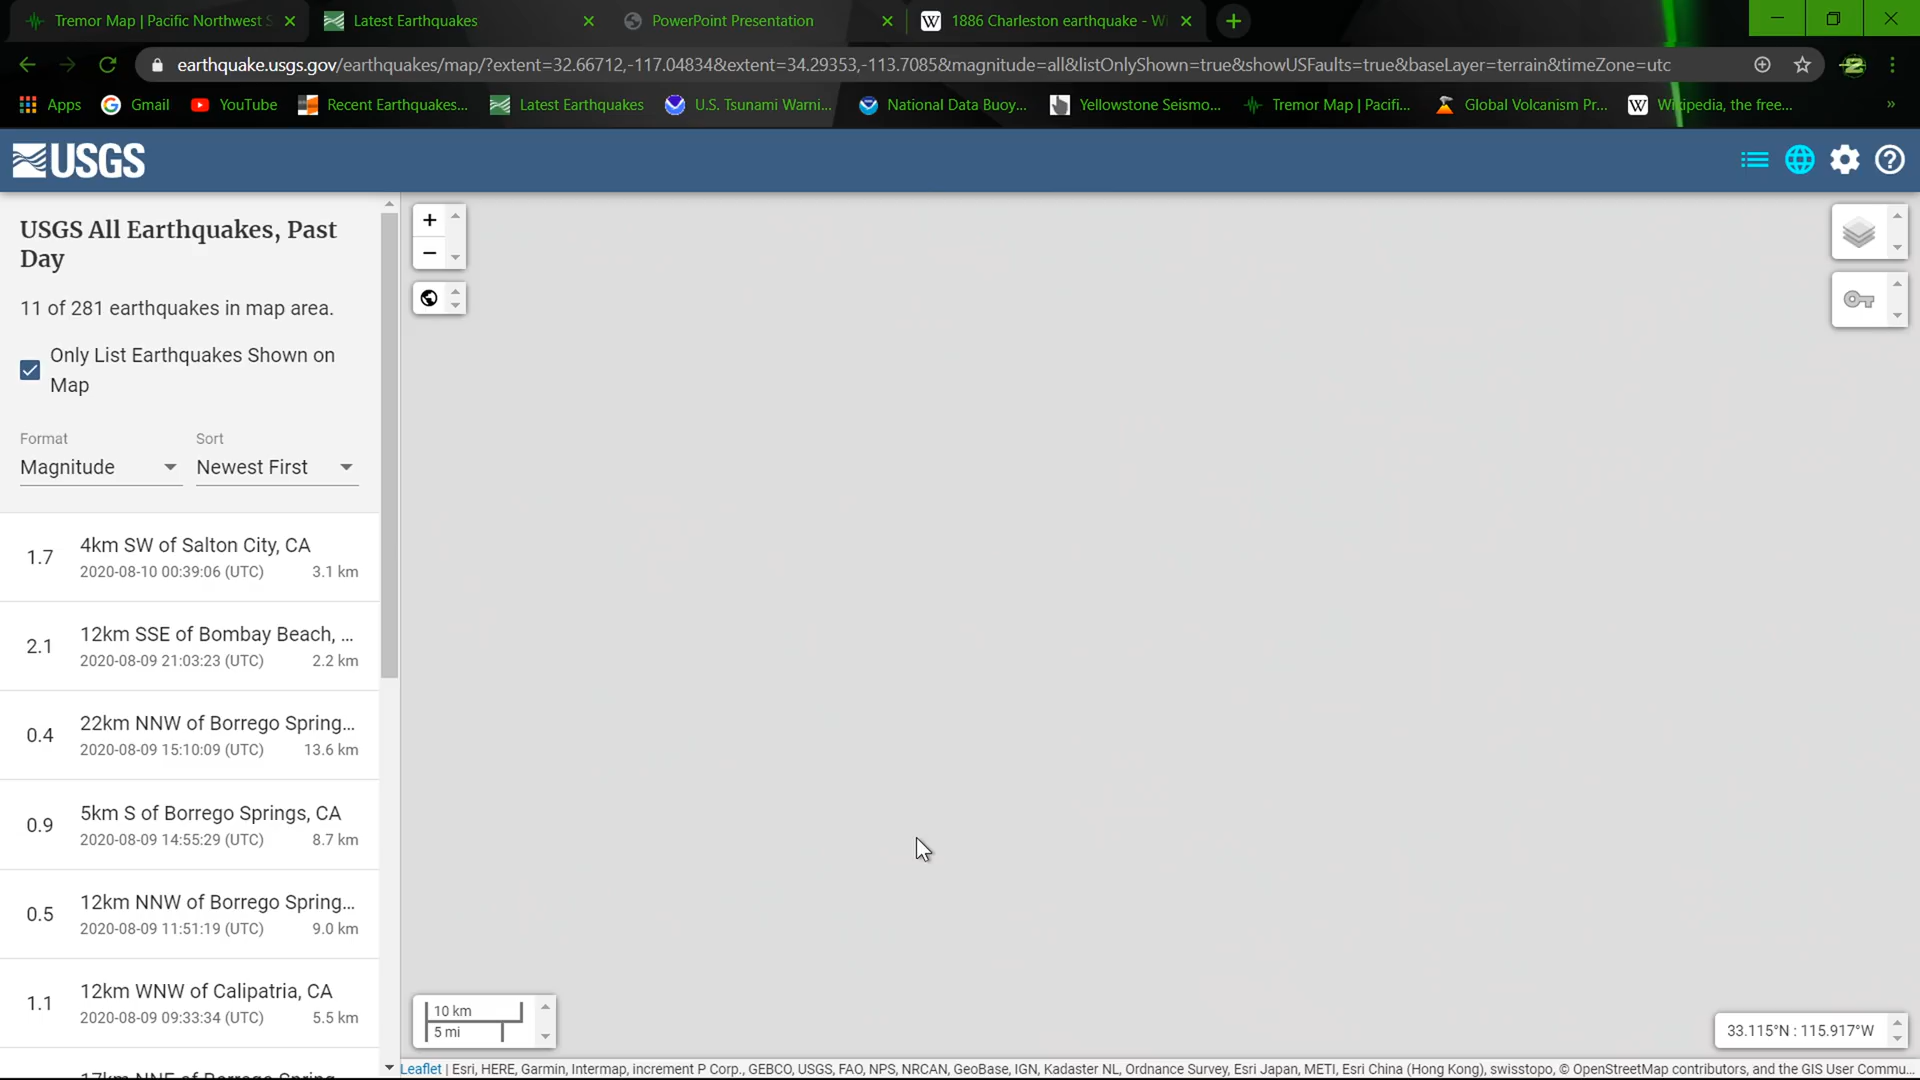 Tremor Map | Pacific Northwest S
Latest Earthquakes
PowerPoint Presentation
W 1886 Charleston earthquake - Wi
earthquake.usgs.gov/earthquakes/map/?extent=32.66712,-117.04834&extent=34.29353,-113.7085&magnitude=all&listOnlyShown=true&showUSFaults=true&baseLayer=terrain&timeZone=utc
Apps Gmail YouTube Recent Earthquakes... Latest Earthquakes U.S. Tsunami Warni... National Data Buoy... Yellowstone Seismo... Tremor Map | Pacifi... Global Volcanism Pr... W Wikipedia, the free... »
USGS
USGS All Earthquakes, Past
Day
11 of 281 earthquakes in map area.
Only List Earthquakes Shown on
Map
Format Sort
Magnitude Newest First
1.7 4km SW of Salton City, CA
2020-08-10 00:39:06 (UTC) 3.1 km
2.1 12km SSE of Bombay Beach, ...
2020-08-09 21:03:23 (UTC) 2.2 km
0.4 22km NNW of Borrego Spring...
2020-08-09 15:10:09 (UTC) 13.6 km
0.9 5km S of Borrego Springs, CA
2020-08-09 14:55:29 (UTC) 8.7 km
0.5 12km NNW of Borrego Spring...
2020-08-09 11:51:19 (UTC) 9.0 km
1.1 12km WNW of Calipatria, CA
2020-08-09 09:33:34 (UTC) 5.5 km
17km NNE of Borrego Spring
+
−
10 km
5 mi
33.115°N : 115.917°W
Leaflet | Esri, HERE, Garmin, Intermap, increment P Corp., GEBCO, USGS, FAO, NPS, NRCAN, GeoBase, IGN, Kadaster NL, Ordnance Survey, Esri Japan, METI, Esri China (Hong Kong), swisstopo, © OpenStreetMap contributors, and the GIS User Commu...